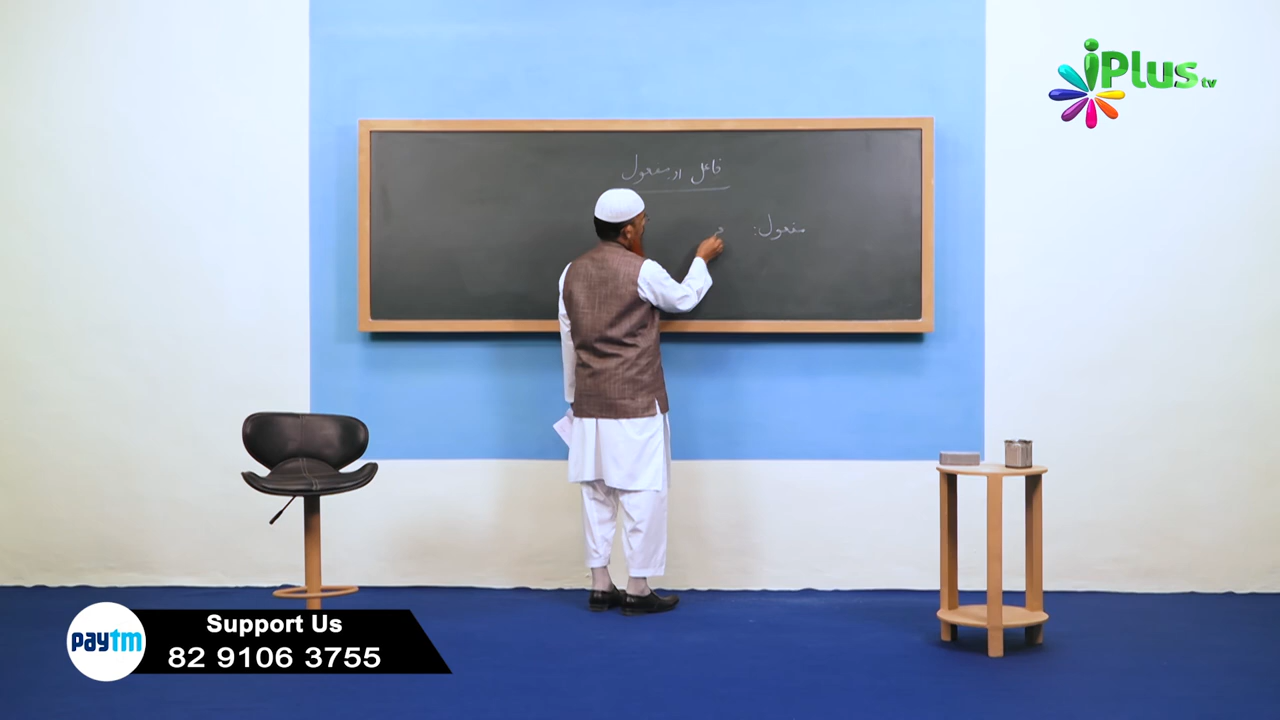 iPlus tv
فاعل اور مفعول
مفعول:
paytm
Support Us
82 9106 3755